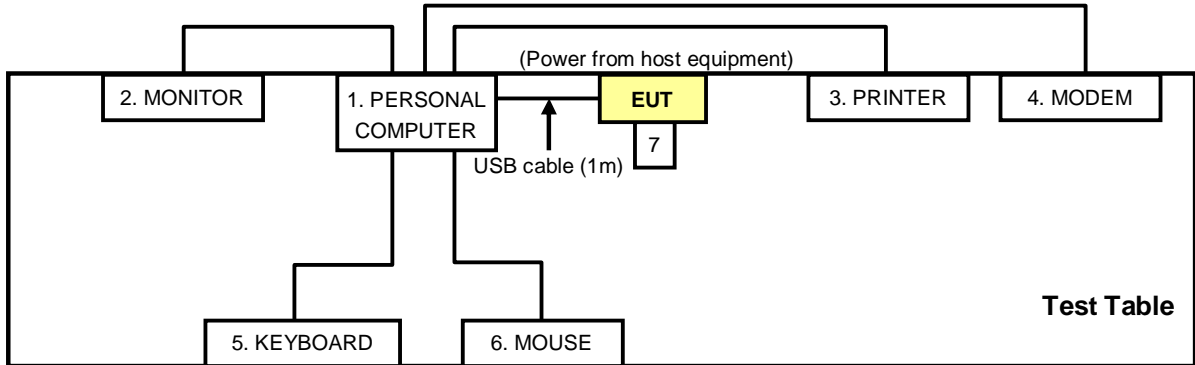 (Power from host equipment)
2. MONITOR
1. PERSONAL
COMPUTER
EUT
3. PRINTER
4. MODEM
7
USB cable (1m)
Test Table
5. KEYBOARD
6. MOUSE